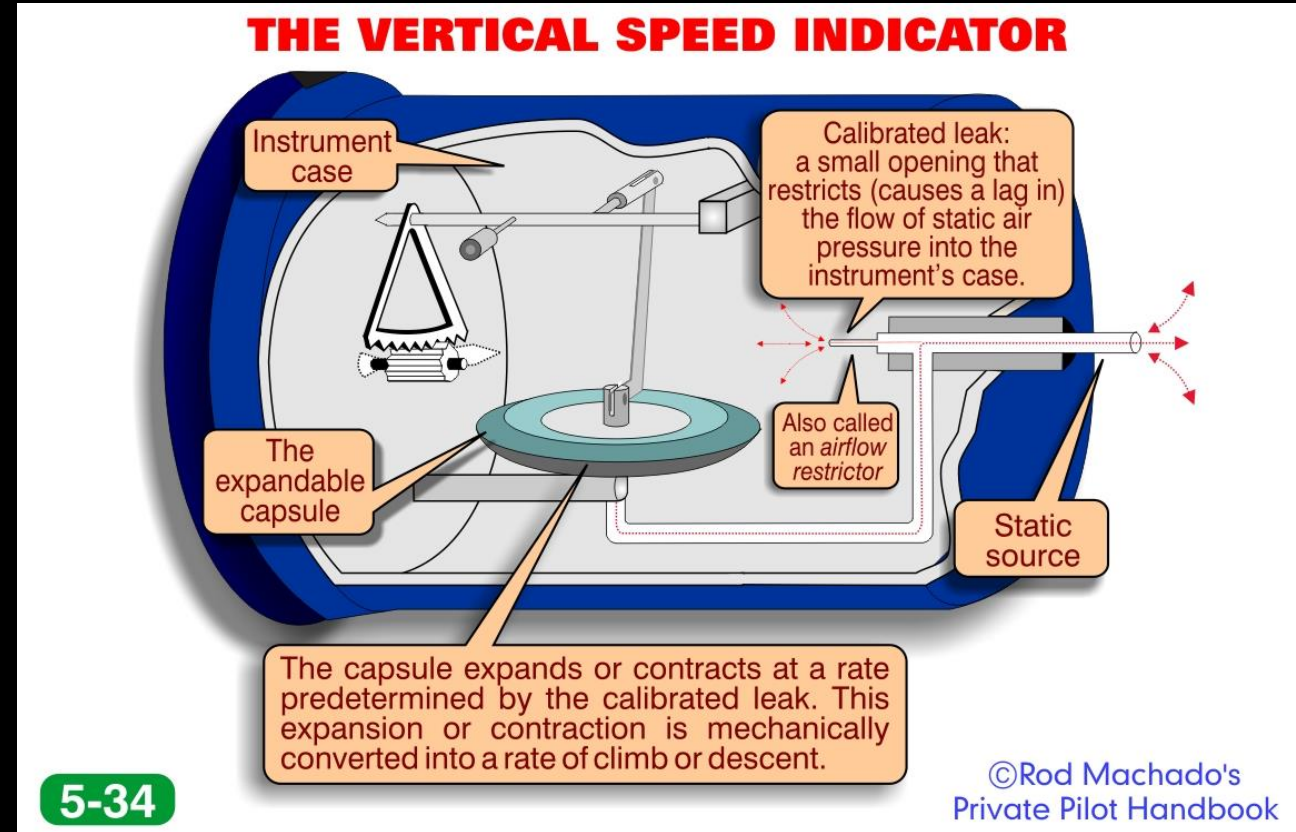 THE VERTICAL SPEED INDICATOR
Instrument
case
Calibrated leak:
a small opening that
restricts (causes a lag in)
the flow of static air
pressure into the
instrument's case.
The
expandable
capsule
Also called
an airflow
restrictor
Static
source
The capsule expands or contracts at a rate
predetermined by the calibrated leak. This
expansion or contraction is mechanically
converted into a rate of climb or descent.
5-34
©Rod Machado's
Private Pilot Handbook